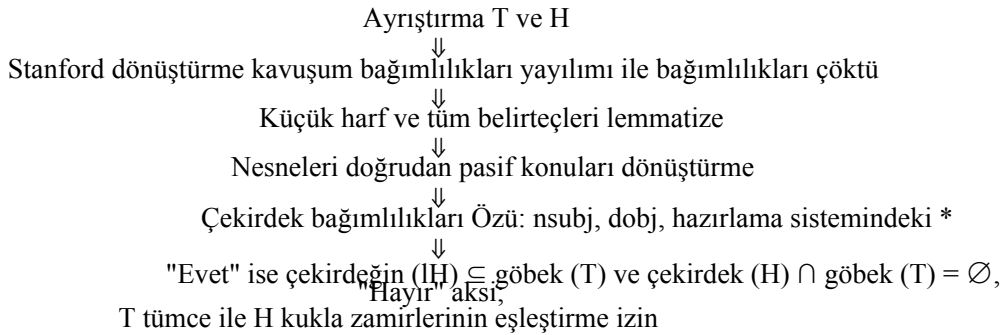 Ayrıştırma T ve H
⇓
Stanford dönüştürme kavuşum bağımlılıkları yayılımı ile bağımlılıkları çöktü
⇓
Küçük harf ve tüm belirteçleri lemmatize
⇓
Nesneleri doğrudan pasif konuları dönüştürme
⇓
Çekirdek bağımlılıkları Özü: nsubj, dobj, hazırlama sistemindeki *
⇓
"Evet" ise çekirdeğin (lH) ⊆ göbek (T) ve çekirdek (H) ∩ göbek (T) = ∅,
"Hayır" aksi;
T tümce ile H kukla zamirlerinin eşleştirme izin